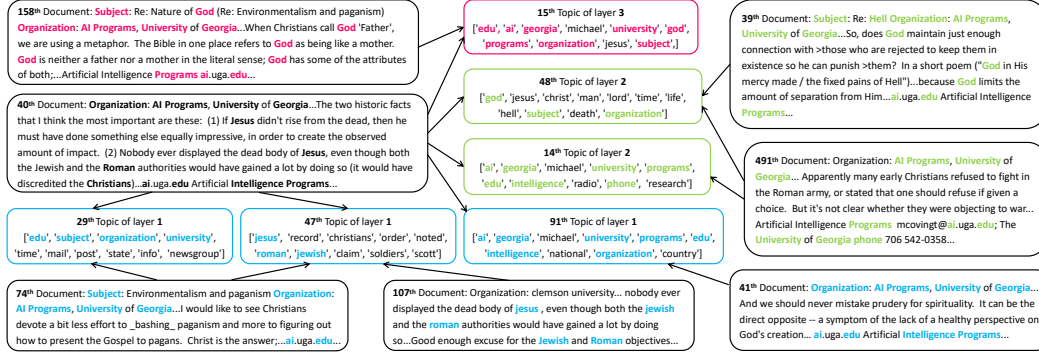 158th Document: Subject: Re: Nature of God (Re: Environmentalism and paganism)
Organization: AI Programs, University of Georgia...When Christians call God 'Father',
we are using a metaphor. The Bible in one place refers to God as being like a mother.
God is neither a father nor a mother in the literal sense; God has some of the attributes
of both;...Artificial Intelligence Programs ai.uga.edu...
15th Topic of layer 3
['edu', 'ai', 'georgia', 'michael', 'university', 'god',
'programs', 'organization', 'jesus', 'subject',]
39th Document: Subject: Re: Hell Organization: AI Programs,
University of Georgia...So, does God maintain just enough
connection with >those who are rejected to keep them in
existence so he can punish >them? In a short poem ("God in His
mercy made / the fixed pains of Hell")...because God limits the
amount of separation from Him...ai.uga.edu Artificial Intelligence
Programs...
48th Topic of layer 2
['god', 'jesus', 'christ', 'man', 'lord', 'time', 'life',
'hell', 'subject', 'death', 'organization']
40th Document: Organization: AI Programs, University of Georgia...The two historic facts
that I think the most important are these: (1) If Jesus didn't rise from the dead, then he
must have done something else equally impressive, in order to create the observed
amount of impact. (2) Nobody ever displayed the dead body of Jesus, even though both
the Jewish and the Roman authorities would have gained a lot by doing so (it would have
discredited the Christians)...ai.uga.edu Artificial Intelligence Programs...
14th Topic of layer 2
['ai', 'georgia', 'michael', 'university', 'programs',
'edu', 'intelligence', 'radio', 'phone', 'research']
491th Document: Organization: AI Programs, University of
Georgia... Apparently many early Christians refused to fight in
the Roman army, or stated that one should refuse if given a
choice. But it's not clear whether they were objecting to war...
Artificial Intelligence Programs mcovingt@ai.uga.edu; The
University of Georgia phone 706 542-0358...
29th Topic of layer 1
['edu', 'subject', 'organization', 'university',
'time', 'mail', 'post', 'state', 'info', 'newsgroup']
47th Topic of layer 1
['jesus', 'record', 'christians', 'order', 'noted',
'roman', 'jewish', 'claim', 'soldiers', 'scott']
91th Topic of layer 1
['ai', 'georgia', 'michael', 'university', 'programs', 'edu',
'intelligence', 'national', 'organization', 'country']
74th Document: Subject: Environmentalism and paganism Organization:
AI Programs, University of Georgia...I would like to see Christians
devote a bit less effort to _bashing_ paganism and more to figuring out
how to present the Gospel to pagans. Christ is the answer;...ai.uga.edu...
107th Document: Organization: clemson university... nobody ever
displayed the dead body of jesus , even though both the jewish
and the roman authorities would have gained a lot by doing
so...Good enough excuse for the Jewish and Roman objectives...
41th Document: Organization: AI Programs, University of Georgia...
And we should never mistake prudery for spirituality. It can be the
direct opposite -- a symptom of the lack of a healthy perspective on
God's creation... ai.uga.edu Artificial Intelligence Programs...